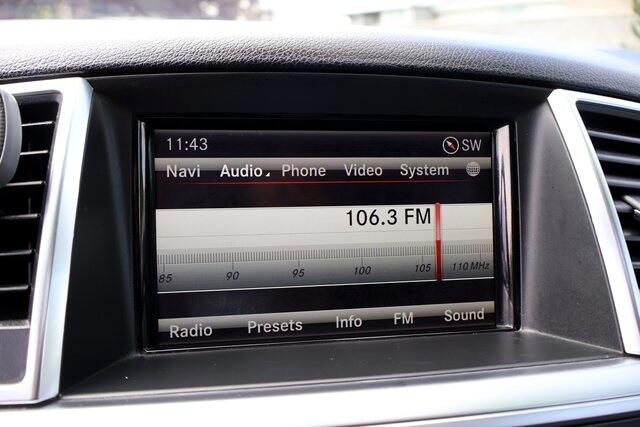 11:43 SW
Navi Audio Phone Video System
106.3 FM
85 90 95 100 105 110 MHz
Radio Presets Info FM Sound